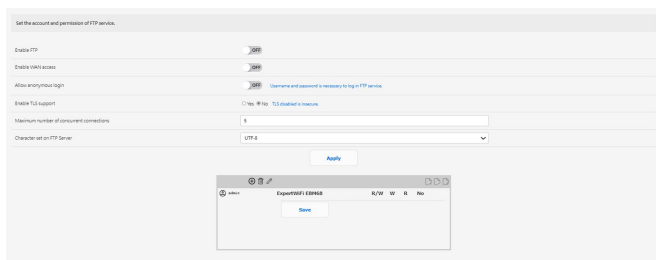 Set the account and permission of FTP service.
Enable FTP
OFF
Enable WAN access
OFF
Allow anonymous login
OFF Username and password is necessary to log in FTP service.
Enable TLS support
Yes No TLS disabled is insecure.
Maximum number of concurrent connections
5
Character set on FTP Server
UTF-8
Apply
admin ExpertWiFi EBM68 R/W W R No
Save